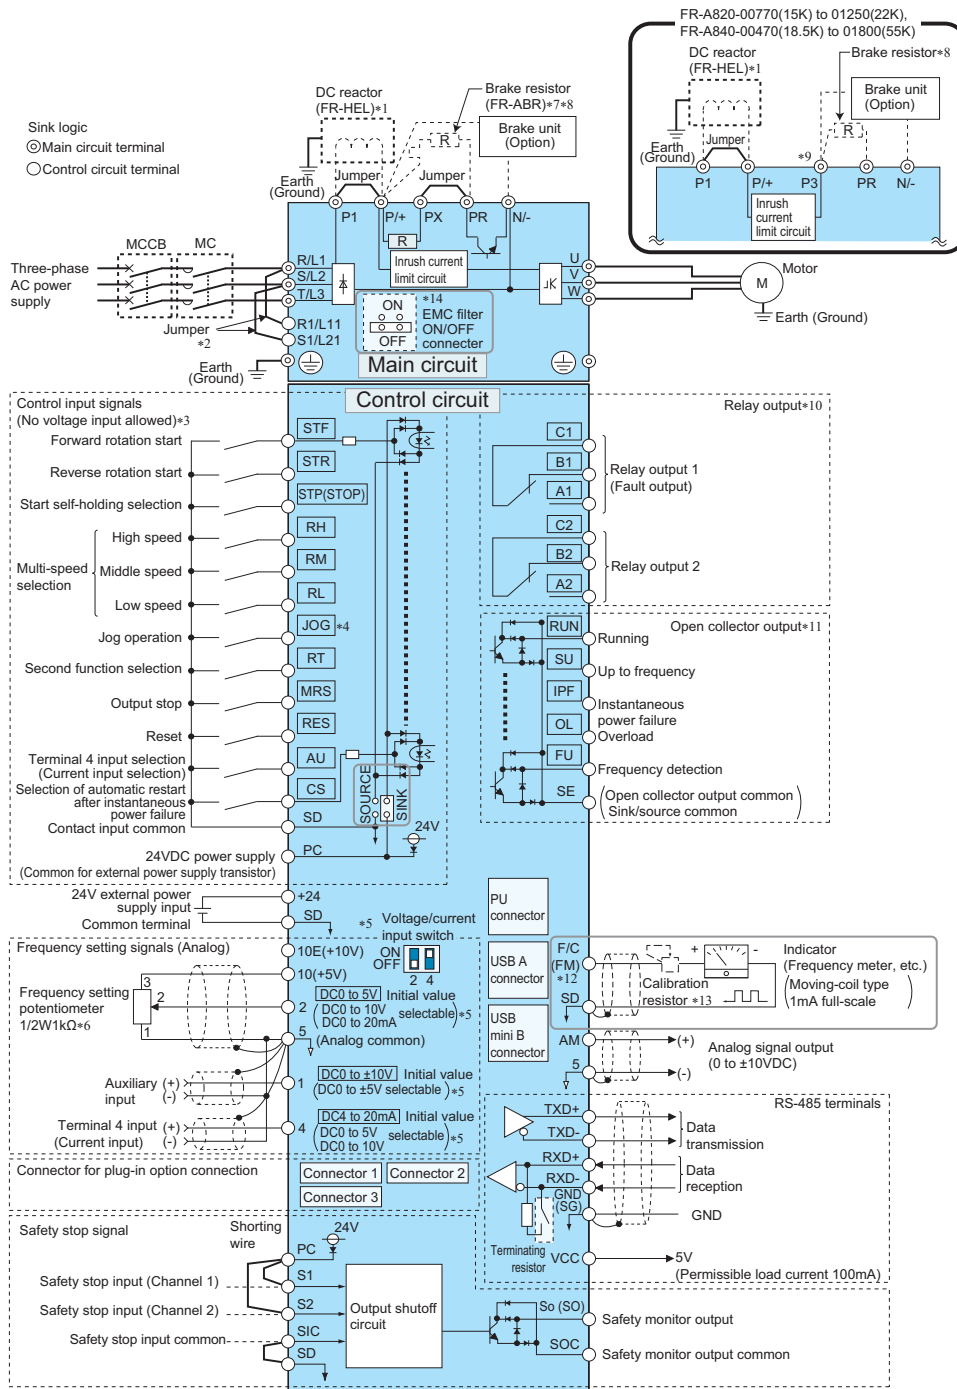 FR-A820-00770(15K) to 01250(22K),
FR-A840-00470(18.5K) to 01800(55K)
DC reactor
(FR-HEL)*1
Brake resistor*8
Brake unit
(Option)
R
Earth
(Ground)
Jumper
*9
P1
P/+
P3
PR
N/-
Inrush
current
limit circuit
Sink logic
Main circuit terminal
Control circuit terminal
DC reactor
(FR-HEL)*1
Brake resistor
(FR-ABR)*7*8
Brake unit
(Option)
R
Earth
(Ground)
Jumper
Jumper
P1
P/+
PX
PR
N/-
R
Inrush current
limit circuit
MCCB
MC
Three-phase
AC power
supply
R/L1
S/L2
T/L3
R1/L11
S1/L21
Jumper
*2
Earth
(Ground)
*14
ON
OFF
EMC filter
ON/OFF
connecter
U
V
W
Motor
M
Earth (Ground)
Main circuit
Control circuit
Control input signals
(No voltage input allowed)*3
Forward rotation start
STF
Reverse rotation start
STR
Start self-holding selection
STP(STOP)
Multi-speed
selection
High speed
RH
Middle speed
RM
Low speed
RL
Jog operation
JOG *4
Second function selection
RT
Output stop
MRS
Reset
RES
Terminal 4 input selection
(Current input selection)
AU
Selection of automatic restart
after instantaneous
power failure
CS
Contact input common
SD
SOURCE
SINK
24V
24VDC power supply
(Common for external power supply transistor)
PC
Relay output*10
C1
B1
A1
Relay output 1
(Fault output)
C2
B2
A2
Relay output 2
Open collector output*11
RUN
Running
SU
Up to frequency
IPF
Instantaneous
power failure
OL
Overload
FU
Frequency detection
SE
Open collector output common
Sink/source common
24V external power
supply input
+24
Common terminal
SD
Frequency setting signals (Analog)
*5
Voltage/current
input switch
ON
OFF
2 4
10E(+10V)
10(+5V)
Frequency setting
potentiometer
1/2W1kΩ*6
3
2
1
2
DC0 to 5V Initial value
DC0 to 10V
DC0 to 20mA
selectable
*5
5
(Analog common)
Auxiliary
input
(+)
(-)
1
DC0 to ±10V Initial value
(DC0 to ±5V selectable) *5
Terminal 4 input
(Current input)
(+)
(-)
4
DC4 to 20mA Initial value
DC0 to 5V
DC0 to 10V
selectable
*5
PU
connector
USB A
connector
USB
mini B
connector
F/C
(FM)
*12
SD
+
-
Calibration
resistor *13
Indicator
(Frequency meter, etc.)
Moving-coil type
1mA full-scale
AM
(+)
5
(-)
Analog signal output
(0 to ±10VDC)
RS-485 terminals
TXD+
TXD-
Data
transmission
RXD+
RXD-
Data
reception
GND
(SG)
GND
Terminating
resistor
VCC
5V
(Permissible load current 100mA)
Connector for plug-in option connection
Connector 1
Connector 2
Connector 3
Safety stop signal
Shorting
wire
24V
PC
Safety stop input (Channel 1)
S1
Safety stop input (Channel 2)
S2
Safety stop input common
SIC
SD
Output shutoff
circuit
So (SO)
Safety monitor output
SOC
Safety monitor output common